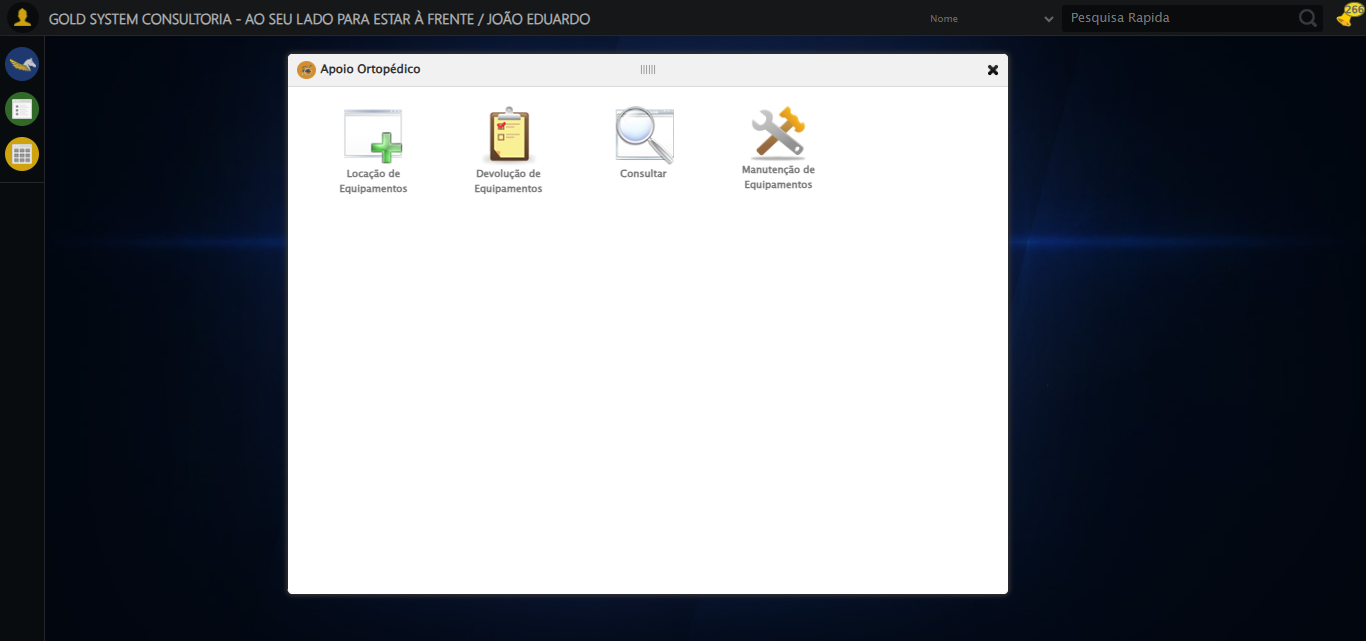 GOLD SYSTEM CONSULTORIA - AO SEU LADO PARA ESTAR À FRENTE / JOÃO EDUARDO
Nome
Pesquisa Rapida
266
Apoio Ortopédico
Locação de
Equipamentos
Devolução de
Equipamentos
Consultar
Manutenção de
Equipamentos